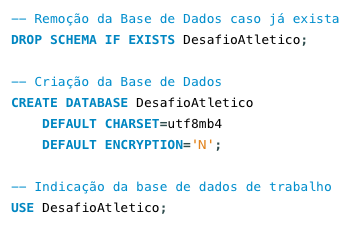 -- Remoção da Base de Dados caso já exista
DROP SCHEMA IF EXISTS DesafioAtletico;
-- Criação da Base de Dados
CREATE DATABASE DesafioAtletico
DEFAULT CHARSET=utf8mb4
DEFAULT ENCRYPTION='N';
-- Indicação da base de dados de trabalho
USE DesafioAtletico;